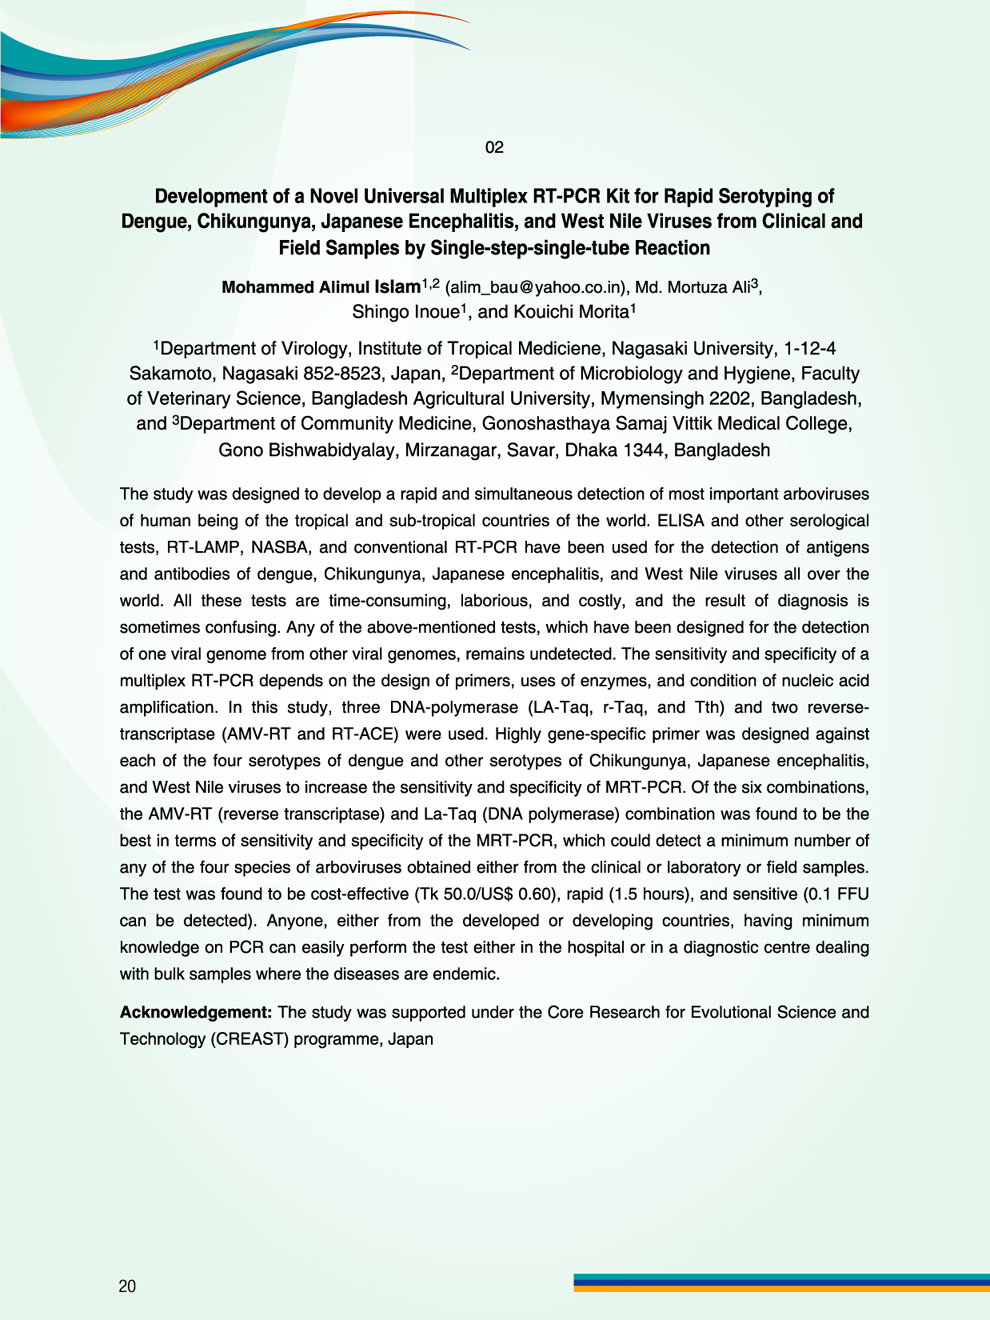 02
Development of a Novel Universal Multiplex RT-PCR Kit for Rapid Serotyping of
Dengue, Chikungunya, Japanese Encephalitis, and West Nile Viruses from Clinical and
Field Samples by Single-step-single-tube Reaction
Mohammed Alimul Islam1,2 (alim_bau@yahoo.co.in), Md. Mortuza Ali3,
Shingo Inoue1, and Kouichi Morita1
1Department of Virology, Institute of Tropical Mediciene, Nagasaki University, 1-12-4
Sakamoto, Nagasaki 852-8523, Japan, 2Department of Microbiology and Hygiene, Faculty
of Veterinary Science, Bangladesh Agricultural University, Mymensingh 2202, Bangladesh,
and 3Department of Community Medicine, Gonoshasthaya Samaj Vittik Medical College,
Gono Bishwabidyalay, Mirzanagar, Savar, Dhaka 1344, Bangladesh
The study was designed to develop a rapid and simultaneous detection of most important arboviruses
of human being of the tropical and sub-tropical countries of the world. ELISA and other serological
tests, RT-LAMP, NASBA, and conventional RT-PCR have been used for the detection of antigens
and antibodies of dengue, Chikungunya, Japanese encephalitis, and West Nile viruses all over the
world. All these tests are time-consuming, laborious, and costly, and the result of diagnosis is
sometimes confusing. Any of the above-mentioned tests, which have been designed for the detection
of one viral genome from other viral genomes, remains undetected. The sensitivity and specificity of a
multiplex RT-PCR depends on the design of primers, uses of enzymes, and condition of nucleic acid
amplification. In this study, three DNA-polymerase (LA-Taq, r-Taq, and Tth) and two reverse-
transcriptase (AMV-RT and RT-ACE) were used. Highly gene-specific primer was designed against
each of the four serotypes of dengue and other serotypes of Chikungunya, Japanese encephalitis,
and West Nile viruses to increase the sensitivity and specificity of MRT-PCR. Of the six combinations,
the AMV-RT (reverse transcriptase) and La-Taq (DNA polymerase) combination was found to be the
best in terms of sensitivity and specificity of the MRT-PCR, which could detect a minimum number of
any of the four species of arboviruses obtained either from the clinical or laboratory or field samples.
The test was found to be cost-effective (Tk 50.0/US$ 0.60), rapid (1.5 hours), and sensitive (0.1 FFU
can be detected). Anyone, either from the developed or developing countries, having minimum
knowledge on PCR can easily perform the test either in the hospital or in a diagnostic centre dealing
with bulk samples where the diseases are endemic.
Acknowledgement: The study was supported under the Core Research for Evolutional Science and
Technology (CREAST) programme, Japan
20